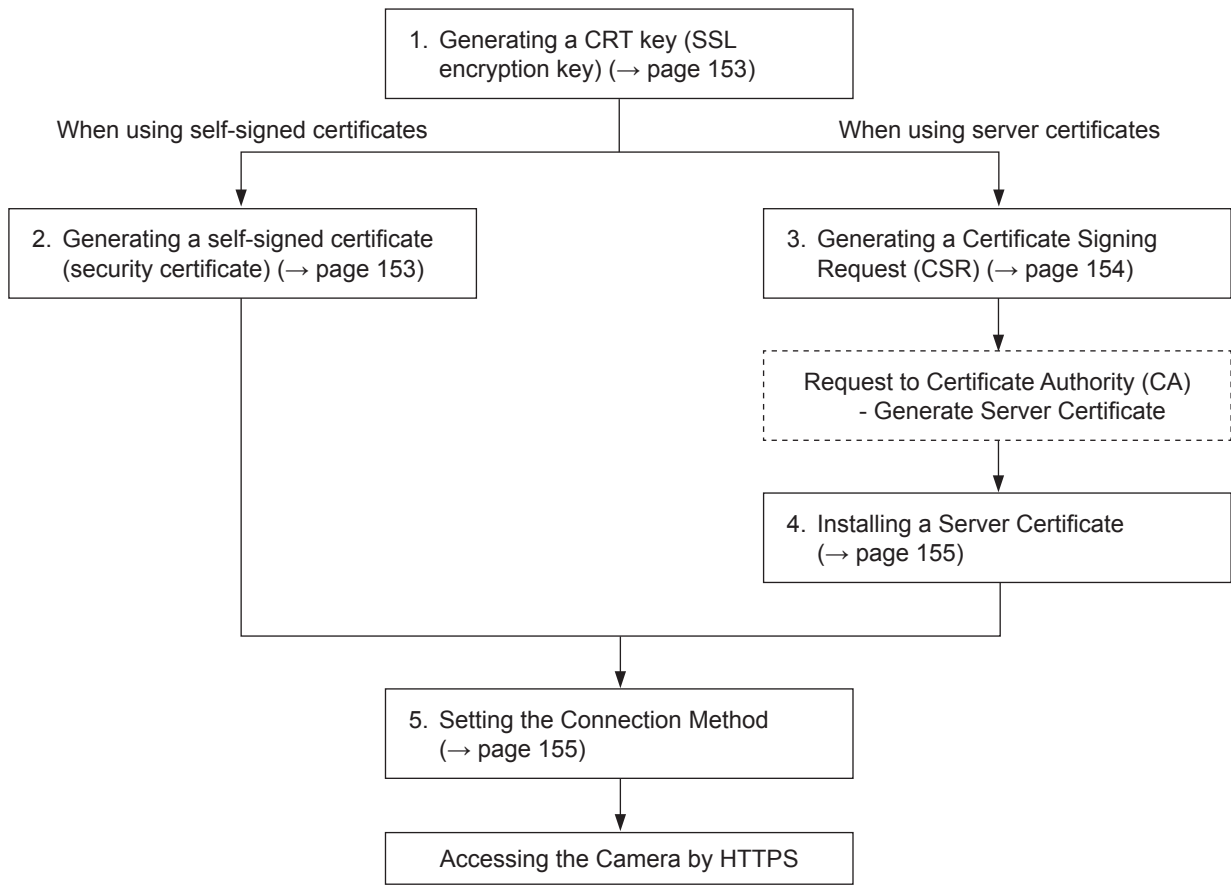 1. Generating a CRT key (SSL
encryption key) (→ page 153)
When using self-signed certificates
When using server certificates
2. Generating a self-signed certificate
(security certificate) (→ page 153)
3. Generating a Certificate Signing
Request (CSR) (→ page 154)
Request to Certificate Authority (CA)
- Generate Server Certificate
4. Installing a Server Certificate
(→ page 155)
5. Setting the Connection Method
(→ page 155)
Accessing the Camera by HTTPS